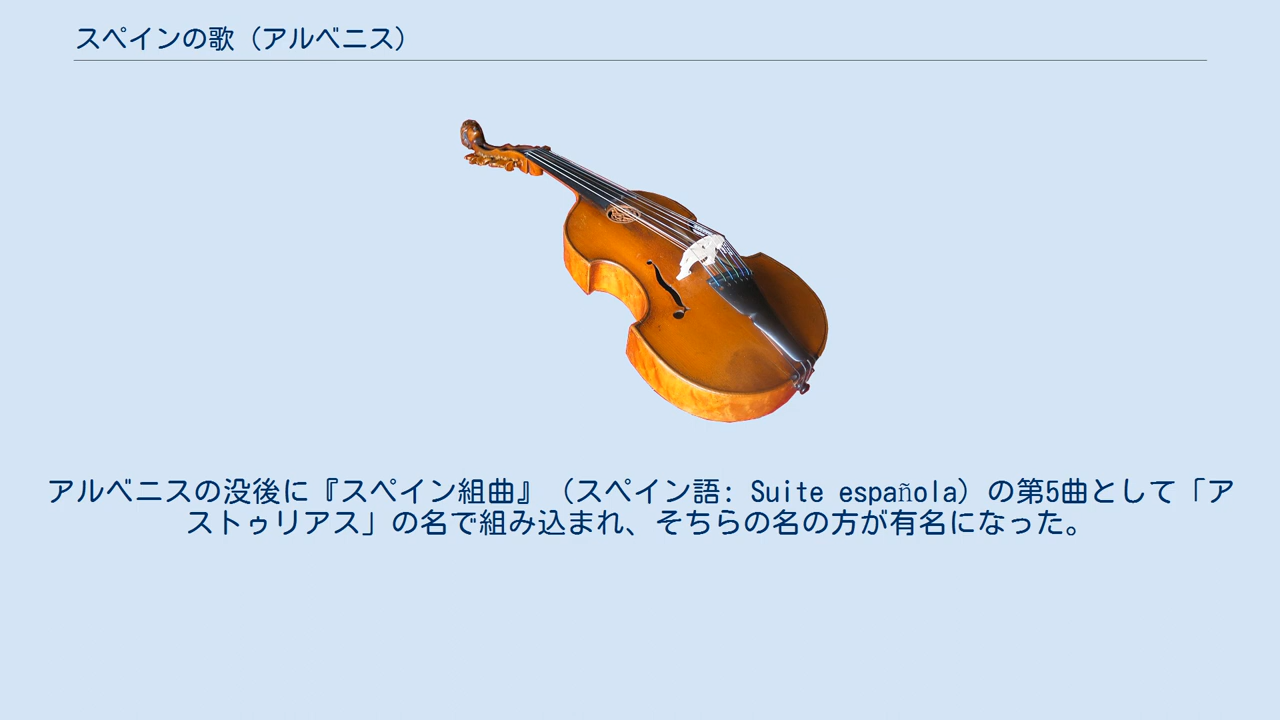 スペインの歌（アルベニス）
アルベニスの没後に『スペイン組曲』（スペイン語: Suite española）の第5曲として「ア
ストゥリアス」の名で組み込まれ、そちらの名の方が有名になった。